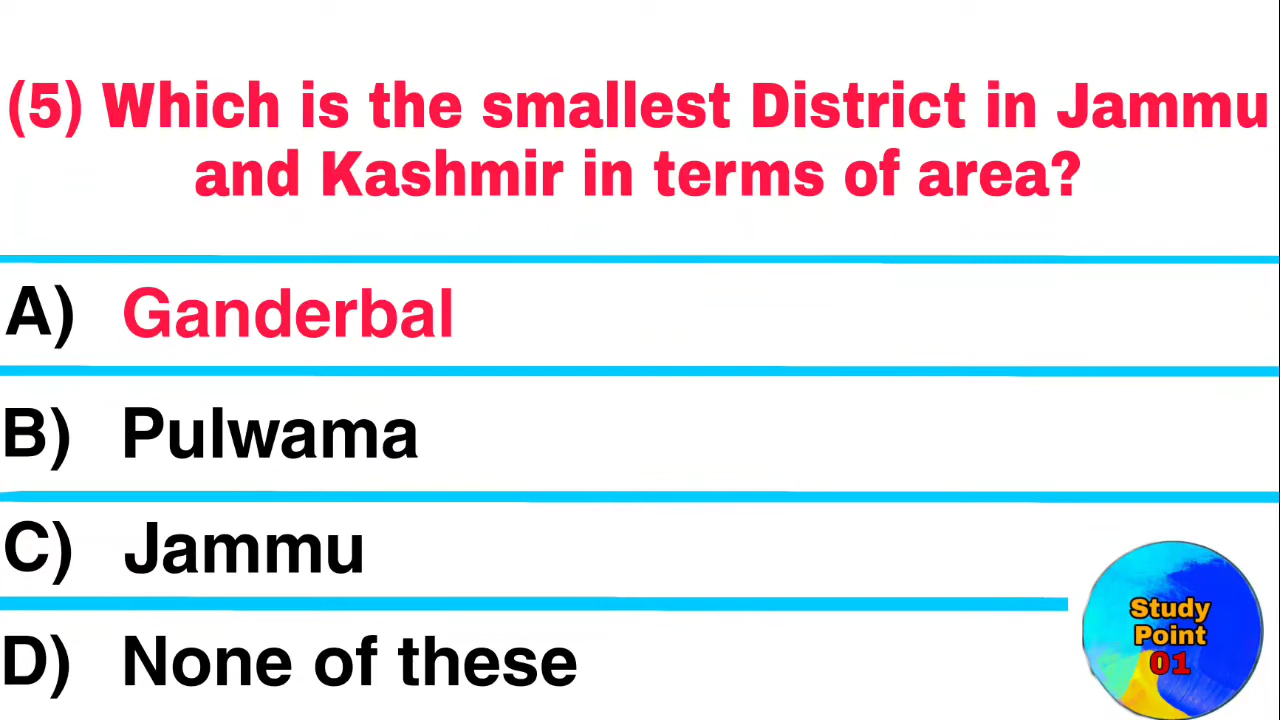 (5) Which is the smallest District in Jammu
and Kashmir in terms of area?
A) Ganderbal
B) Pulwama
C) Jammu
D) None of these
Study
Point
01